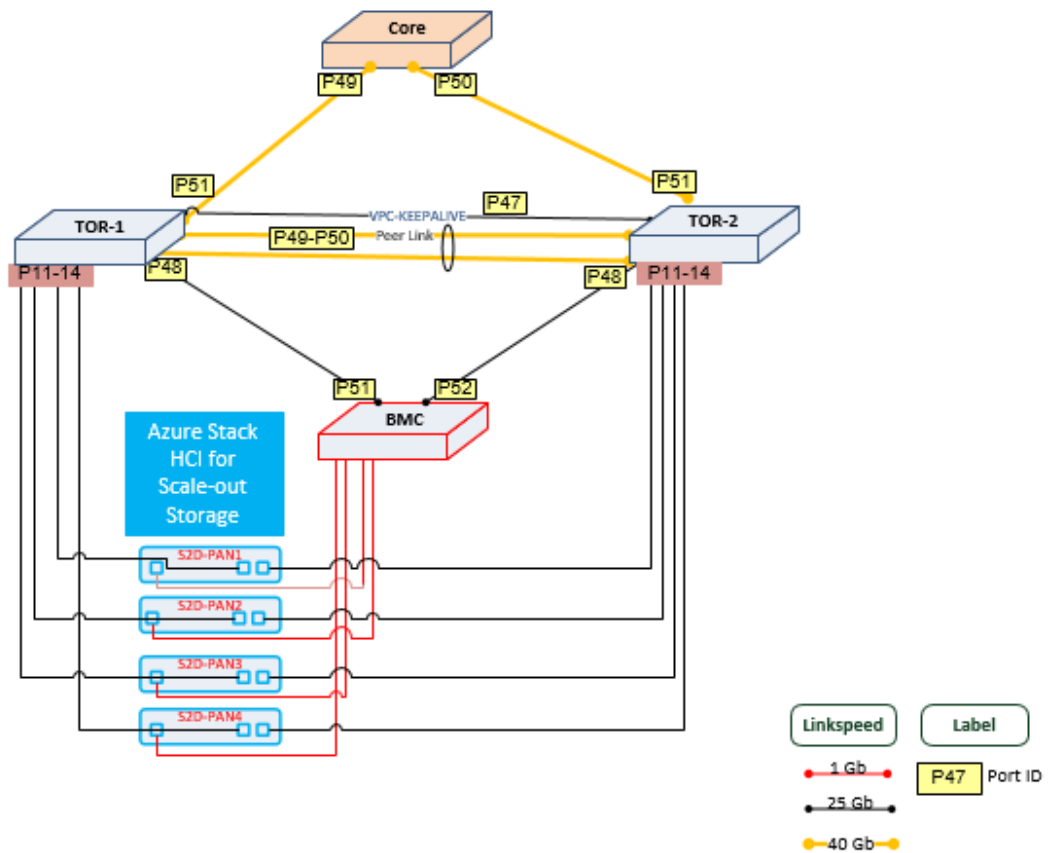 Core
P49
P50
P51
P51
P47
TOR-1
VPC-KEEPALIVE
TOR-2
P49-P50
Peer Link
P11-14
P48
P48
P11-14
P51
P52
BMC
Azure Stack
HCI for
Scale-out
Storage
S2D-PAN1
S2D-PAN2
S2D-PAN3
S2D-PAN4
Linkspeed
Label
1 Gb
P47
Port ID
25 Gb
40 Gb